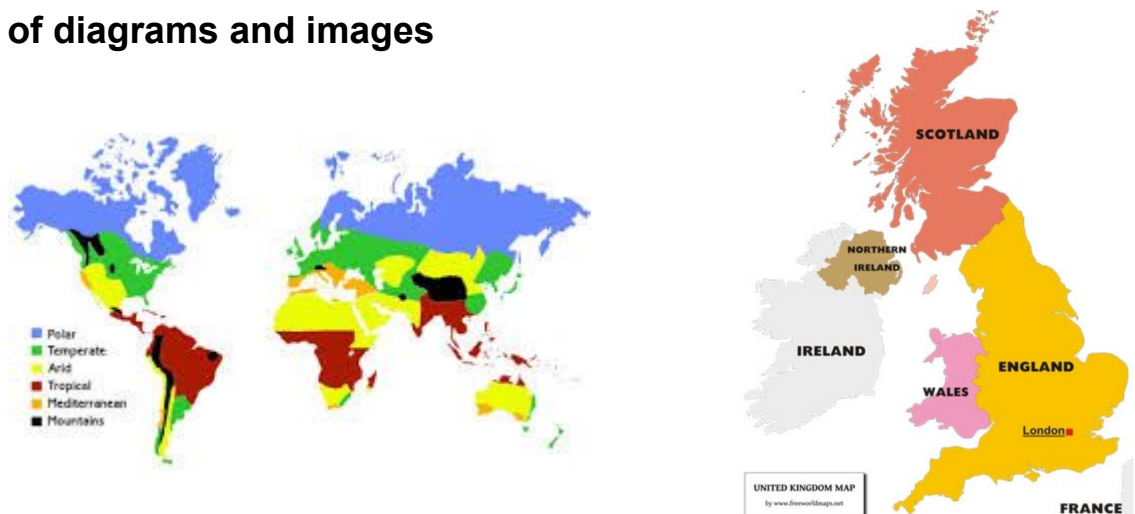 of diagrams and images
Polar
Temperate
Arid
Tropical
Mediterranean
Mountains
SCOTLAND
NORTHERN
IRELAND
IRELAND
WALES
ENGLAND
London
UNITED KINGDOM MAP
by www.freeworldmaps.net
FRANCE